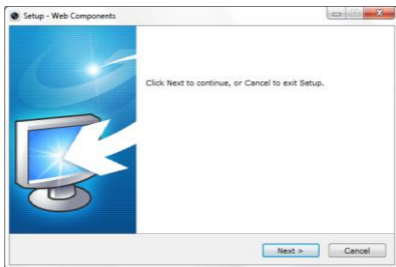 Setup - Web Components
Click Next to continue, or Cancel to exit Setup.
Next >
Cancel